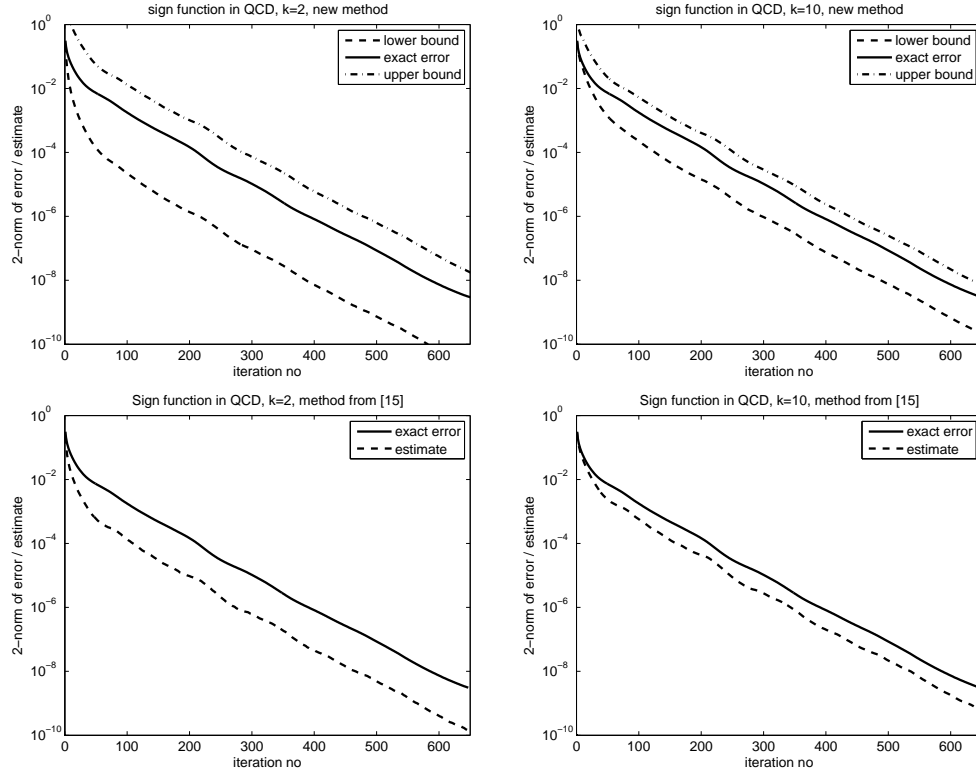 sign function in QCD, k=2, new method
10^0
10^−2
10^−4
10^−6
10^−8
10^−10
2−norm of error / estimate
lower bound
exact error
upper bound
0 100 200 300 400 500 600
iteration no
sign function in QCD, k=10, new method
10^0
10^−2
10^−4
10^−6
10^−8
10^−10
2−norm of error / estimate
lower bound
exact error
upper bound
0 100 200 300 400 500 600
iteration no
Sign function in QCD, k=2, method from [15]
10^0
10^−2
10^−4
10^−6
10^−8
10^−10
2−norm of error / estimate
exact error
estimate
0 100 200 300 400 500 600
iteration no
Sign function in QCD, k=10, method from [15]
10^0
10^−2
10^−4
10^−6
10^−8
10^−10
2−norm of error / estimate
exact error
estimate
0 100 200 300 400 500 600
iteration no